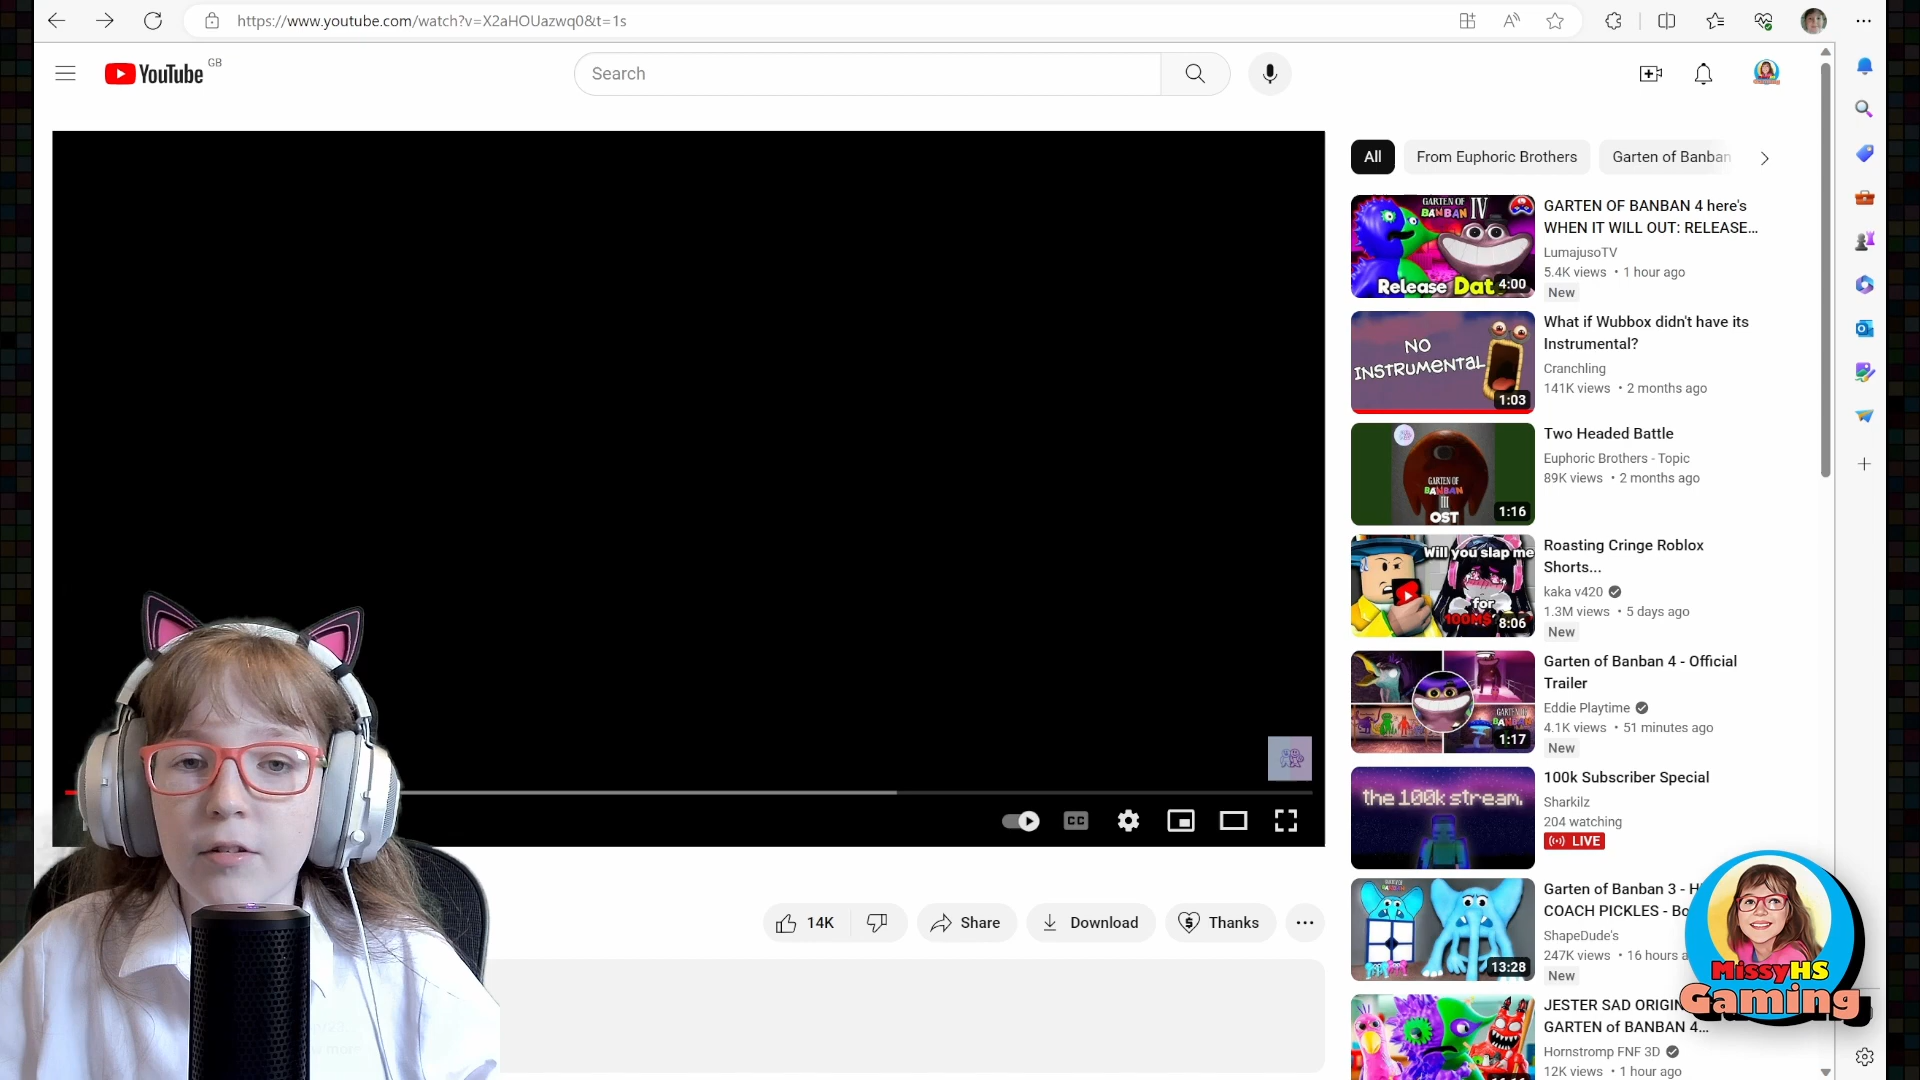 https://www.youtube.com/watch?v=X2aHOUazwq0&t=1s
YouTube GB
Search
All
From Euphoric Brothers
Garten of Banban
GARTEN OF BANBAN IV
Release Dat
4:00
GARTEN OF BANBAN 4 here's
WHEN IT WILL OUT: RELEASE...
LumajusoTV
5.4K views • 1 hour ago
New
NO
INSTRUMENTAL
1:03
What if Wubbox didn't have its
Instrumental?
Cranchling
141K views • 2 months ago
GARTEN OF
BANBAN
III
OST
1:16
Two Headed Battle
Euphoric Brothers - Topic
89K views • 2 months ago
Will you slap me
for
8:06
Roasting Cringe Roblox
Shorts...
kaka v420
1.3M views • 5 days ago
New
1:17
Garten of Banban 4 - Official
Trailer
Eddie Playtime
4.1K views • 51 minutes ago
New
the 100k stream.
100k Subscriber Special
Sharkilz
204 watching
LIVE
13:28
Garten of Banban 3 - H
COACH PICKLES - Bo
ShapeDude's
247K views • 16 hours a
New
JESTER SAD ORIGIN
GARTEN of BANBAN 4...
Hornstromp FNF 3D
12K views • 1 hour ago
CC
14K
Share
Download
Thanks
MissyHS
Gaming